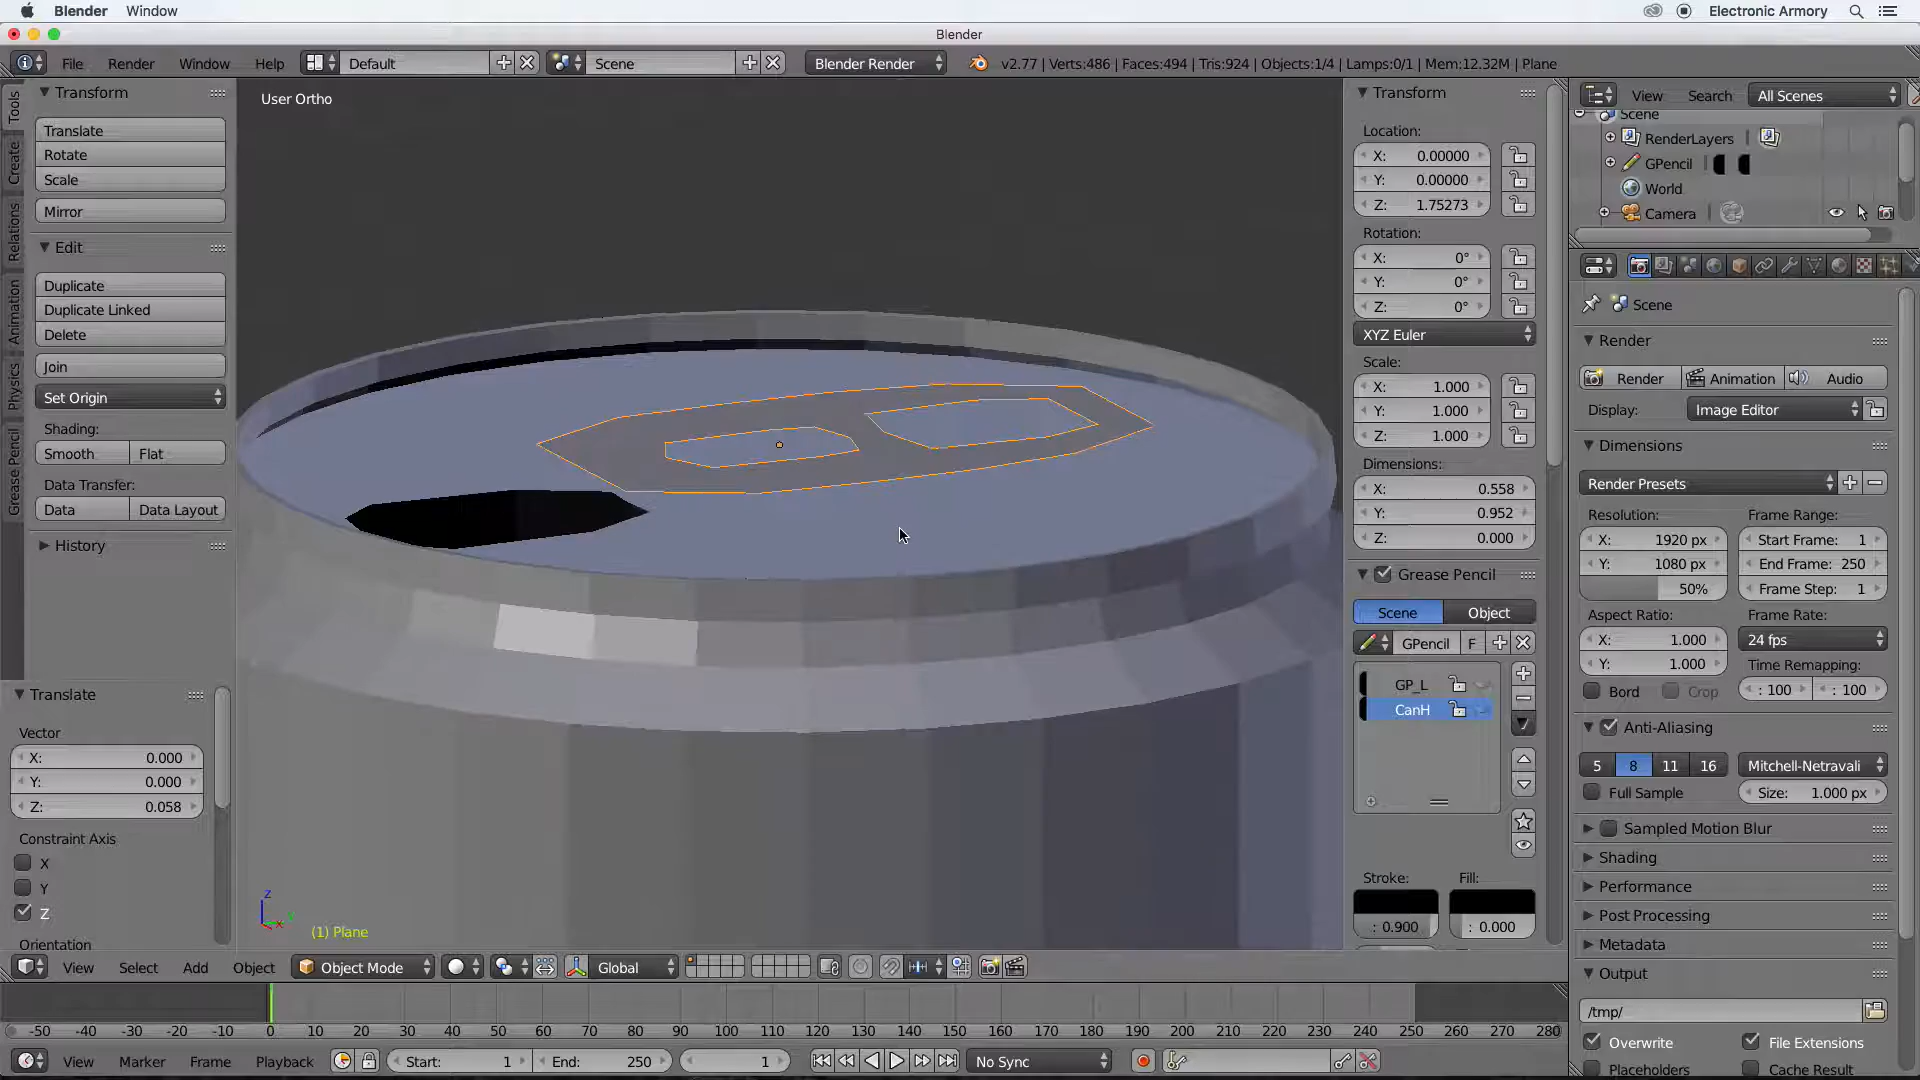 Blender Window Electronic Armory
Blender
File Render Window Help Default Scene Blender Render v2.77 | Verts:486 | Faces:494 | Tris:924 | Objects:1/4 | Lamps:0/1 | Mem:12.32M | Plane
Tools
Create
Relations
Animation
Physics
Grease Pencil
Transform
Translate
Rotate
Scale
Mirror
Edit
Duplicate
Duplicate Linked
Delete
Join
Set Origin
Shading:
Smooth Flat
Data Transfer:
Data Data Layout
History
Translate
Vector
X: 0.000
Y: 0.000
Z: 0.058
Constraint Axis
X
Y
Z
Orientation
User Ortho
z
(1) Plane
Transform
Location:
X: 0.00000
Y: 0.00000
Z: 1.75273
Rotation:
X: 0°
Y: 0°
Z: 0°
XYZ Euler
Scale:
X: 1.000
Y: 1.000
Z: 1.000
Dimensions:
X: 0.558
Y: 0.952
Z: 0.000
Grease Pencil
Scene Object
GPencil F
GP_L
CanH
Stroke: Fill:
: 0.900 : 0.000
View Search All Scenes
Scene
RenderLayers
GPencil
World
Camera
Scene
Render
Render Animation Audio
Display: Image Editor
Dimensions
Render Presets
Resolution: Frame Range:
X: 1920 px Start Frame: 1
Y: 1080 px End Frame: 250
50% Frame Step: 1
Aspect Ratio: Frame Rate:
X: 1.000 24 fps
Y: 1.000 Time Remapping:
Bord Crop : 100 : 100
Anti-Aliasing
5 8 11 16 Mitchell-Netravali
Full Sample Size: 1.000 px
Sampled Motion Blur
Shading
Performance
Post Processing
Metadata
Output
/tmp/
Overwrite File Extensions
Placeholders Cache Result
View Select Add Object Object Mode Global
-50 -40 -30 -20 -10 0 10 20 30 40 50 60 70 80 90 100 110 120 130 140 150 160 170 180 190 200 210 220 230 240 250 260 270 280
View Marker Frame Playback Start: 1 End: 250 1 No Sync